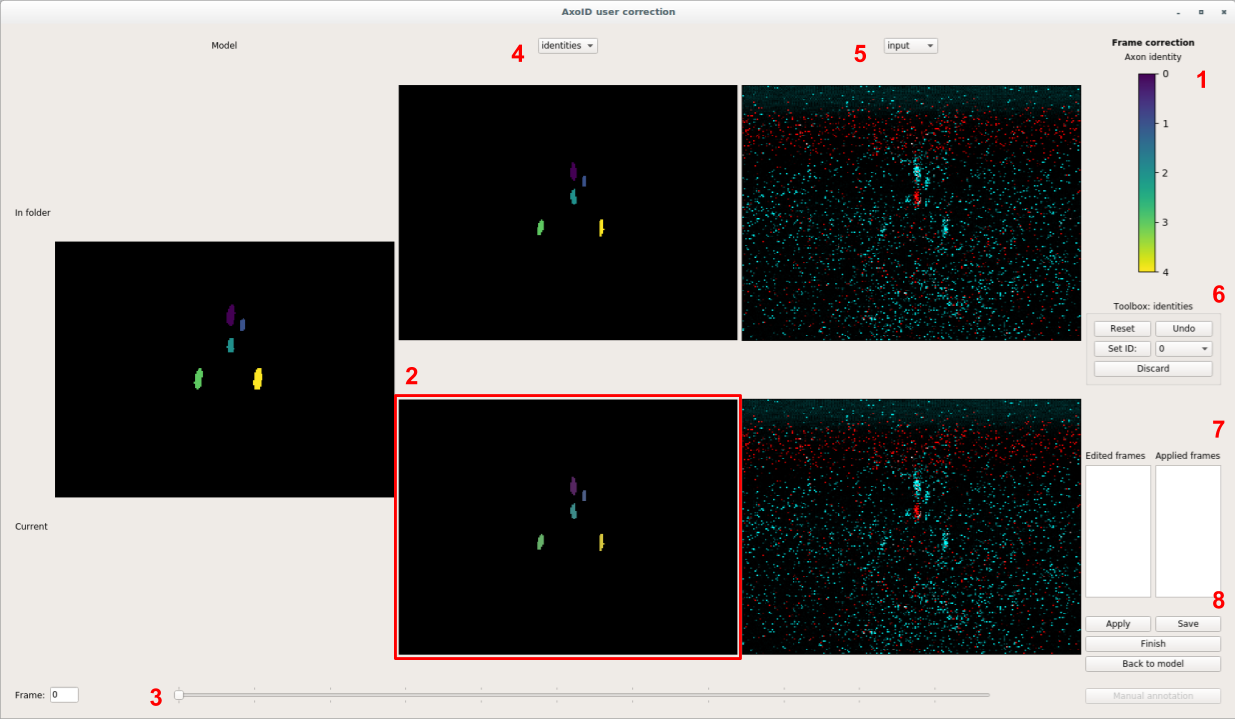 AxoID user correction
Model
4
identities
5
input
Frame correction
Axon identity
1
0
1
2
3
4
In folder
6
Toolbox: identities
Reset
Undo
Set ID:
0
Discard
2
7
Edited frames
Applied frames
Current
8
Apply
Save
Finish
Back to model
Manual annotation
Frame:
0
3